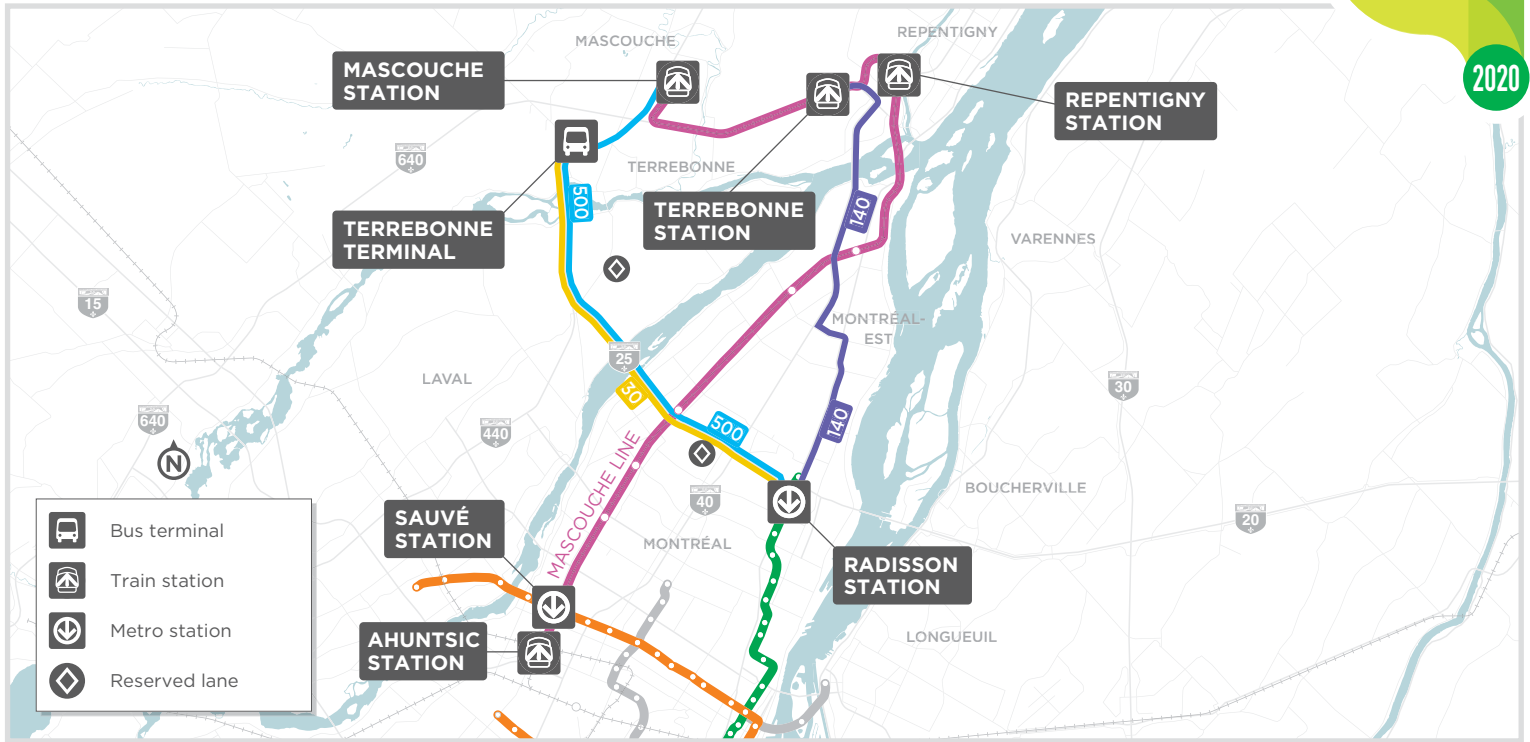 MASCOUCHE
REPENTIGNY
2020
MASCOUCHE
STATION
REPENTIGNY
STATION
640
TERREBONNE
500
TERREBONNE
STATION
140
TERREBONNE
TERMINAL
VARENNES
15
MONTRÉAL-
EST
25
LAVAL
30
30
640
440
500
140
N
MASCOUCHE LINE
BOUCHERVILLE
40
20
SAUVÉ
STATION
MONTRÉAL
RADISSON
STATION
AHUNTSIC
STATION
LONGUEUIL
Bus terminal
Train station
Metro station
Reserved lane